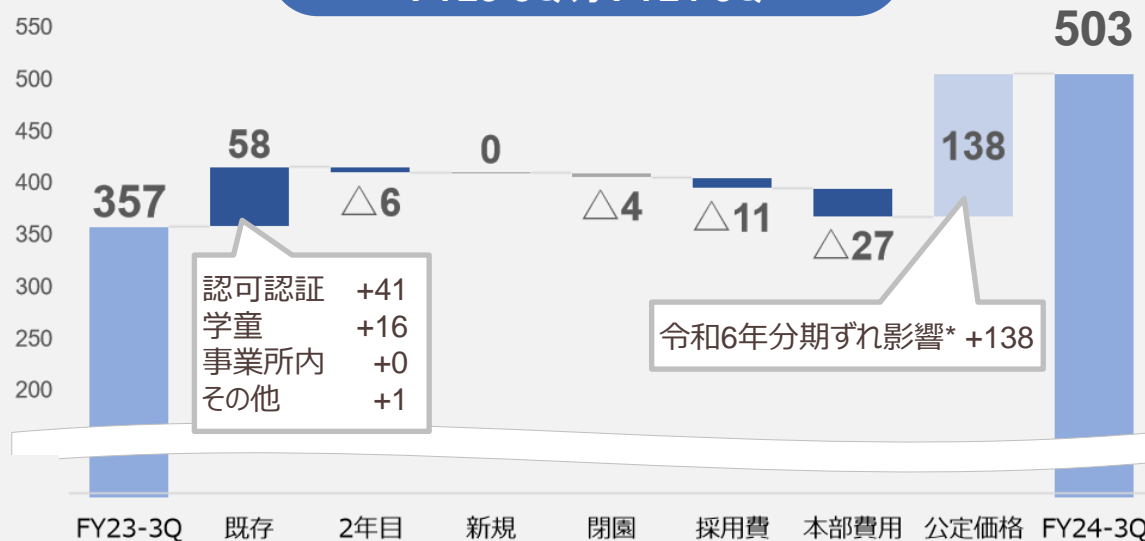 550
500
450
400
350
300
250
200
357
58
△6
0
△4
△11
△27
138
503
認可認証 +41
学童 +16
事業所内 +0
その他 +1
令和6年分期ずれ影響* +138
FY23-3Q 既存 2年目 新規 閉園 採用費 本部費用 公定価格 FY24-3Q